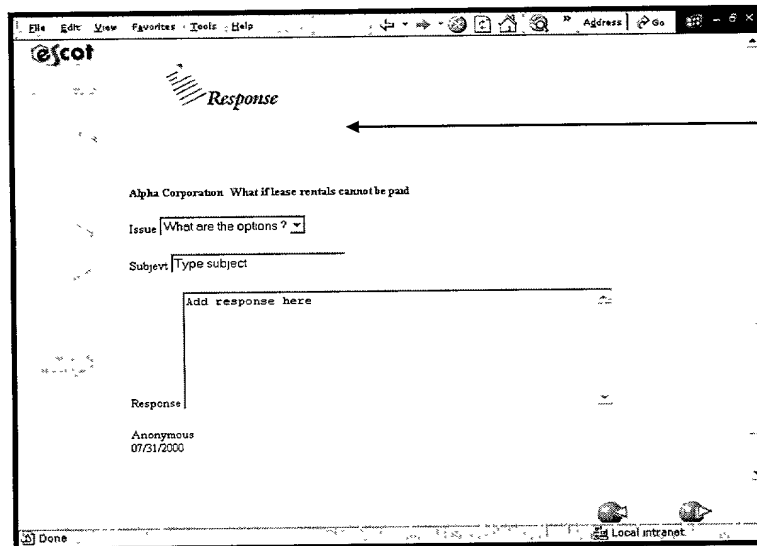 File Edit View Favorites Tools Help » Address Go
escot
Response
Alpha Corporation What if lease rentals cannot be paid
Issue What are the options ?
Subjevt Type subject
Add response here
Response
Anonymous
07/31/2000
Done Local intranet